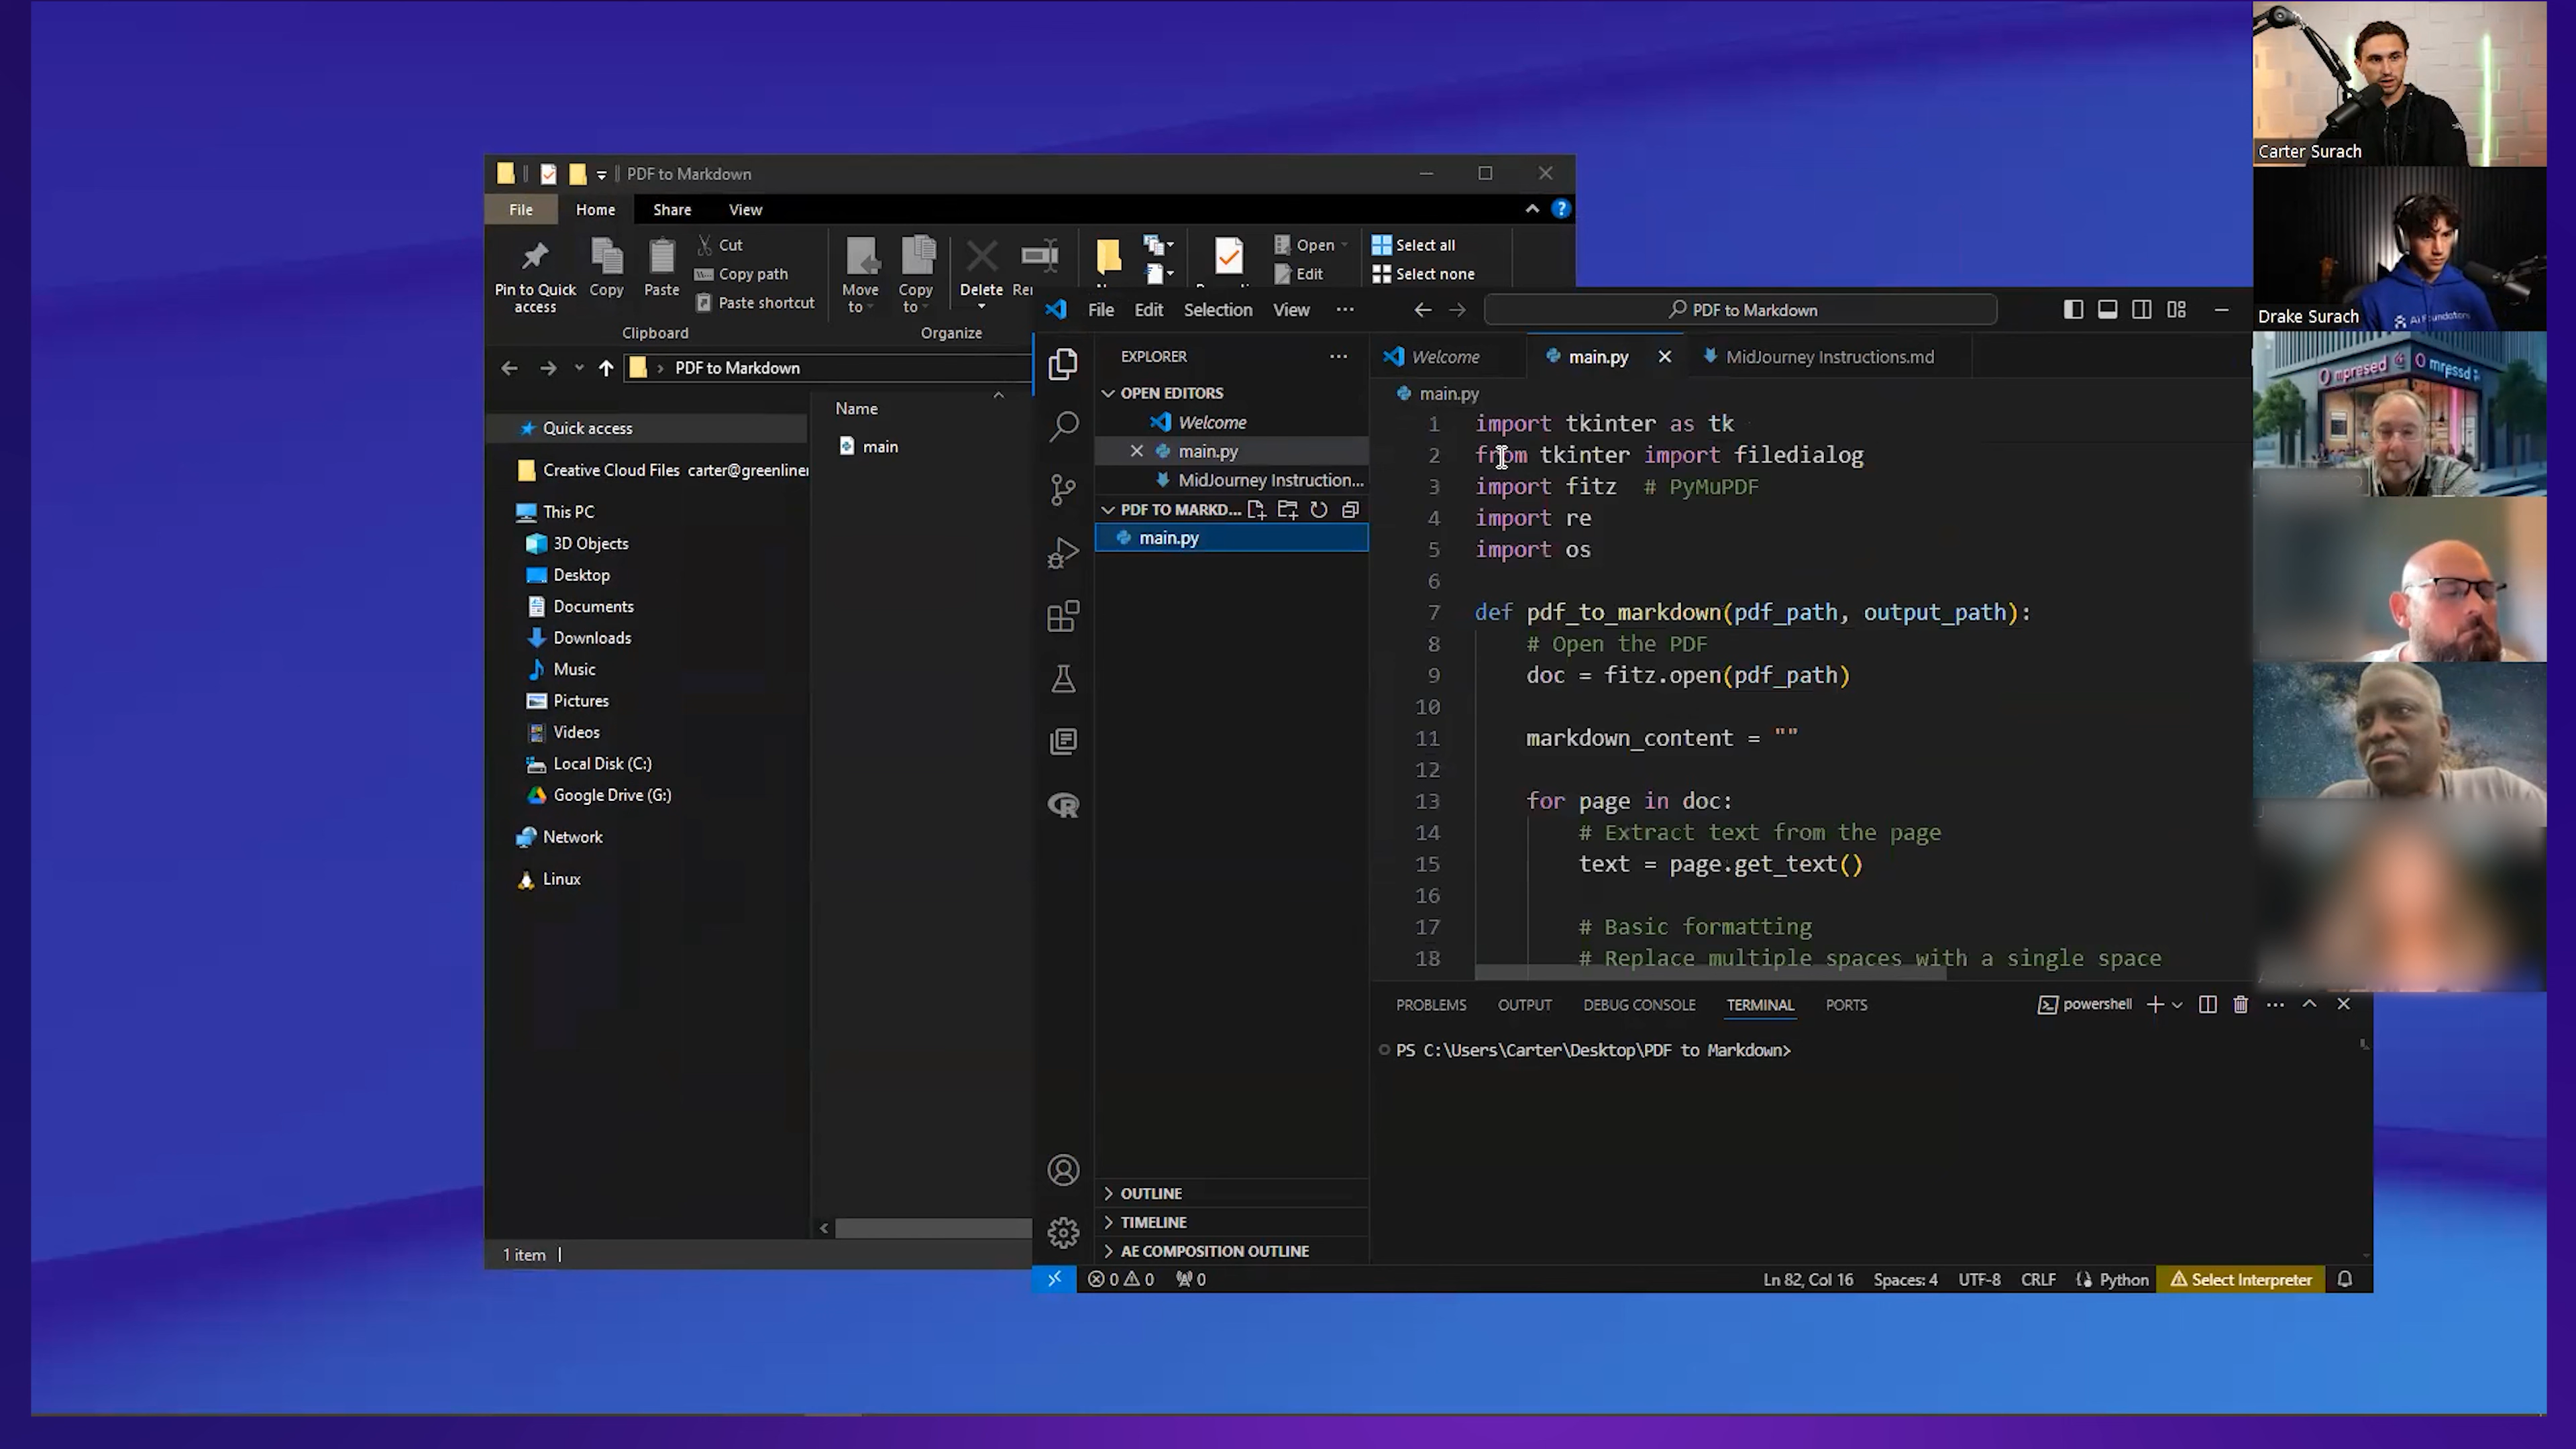 PDF to Markdown
File Home Share View
Pin to Quick access
Copy
Paste
Cut
Copy path
Paste shortcut
Clipboard
Move to
Copy to
Delete
Organize
Open
Edit
Select all
Select none
PDF to Markdown
Name
main
Quick access
Creative Cloud Files carter@greenliner
This PC
3D Objects
Desktop
Documents
Downloads
Music
Pictures
Videos
Local Disk (C:)
Google Drive (G:)
Network
Linux
1 item
File Edit Selection View ···
PDF to Markdown
EXPLORER
OPEN EDITORS
Welcome
main.py
MidJourney Instruction...
PDF TO MARKD...
main.py
OUTLINE
TIMELINE
AE COMPOSITION OUTLINE
Welcome main.py MidJourney Instructions.md
main.py
1 import tkinter as tk
2 from tkinter import filedialog
3 import fitz # PyMuPDF
4 import re
5 import os
6
7 def pdf_to_markdown(pdf_path, output_path):
8 # Open the PDF
9 doc = fitz.open(pdf_path)
10
11 markdown_content = ""
12
13 for page in doc:
14 # Extract text from the page
15 text = page.get_text()
16
17 # Basic formatting
18 # Replace multiple spaces with a single space
PROBLEMS OUTPUT DEBUG CONSOLE TERMINAL PORTS
powershell
PS C:\Users\Carter\Desktop\PDF to Markdown>
0 0 0
Ln 82, Col 16 Spaces: 4 UTF-8 CRLF Python Select Interpreter
Carter Surach
Drake Surach
Ai Foundations
mpresed